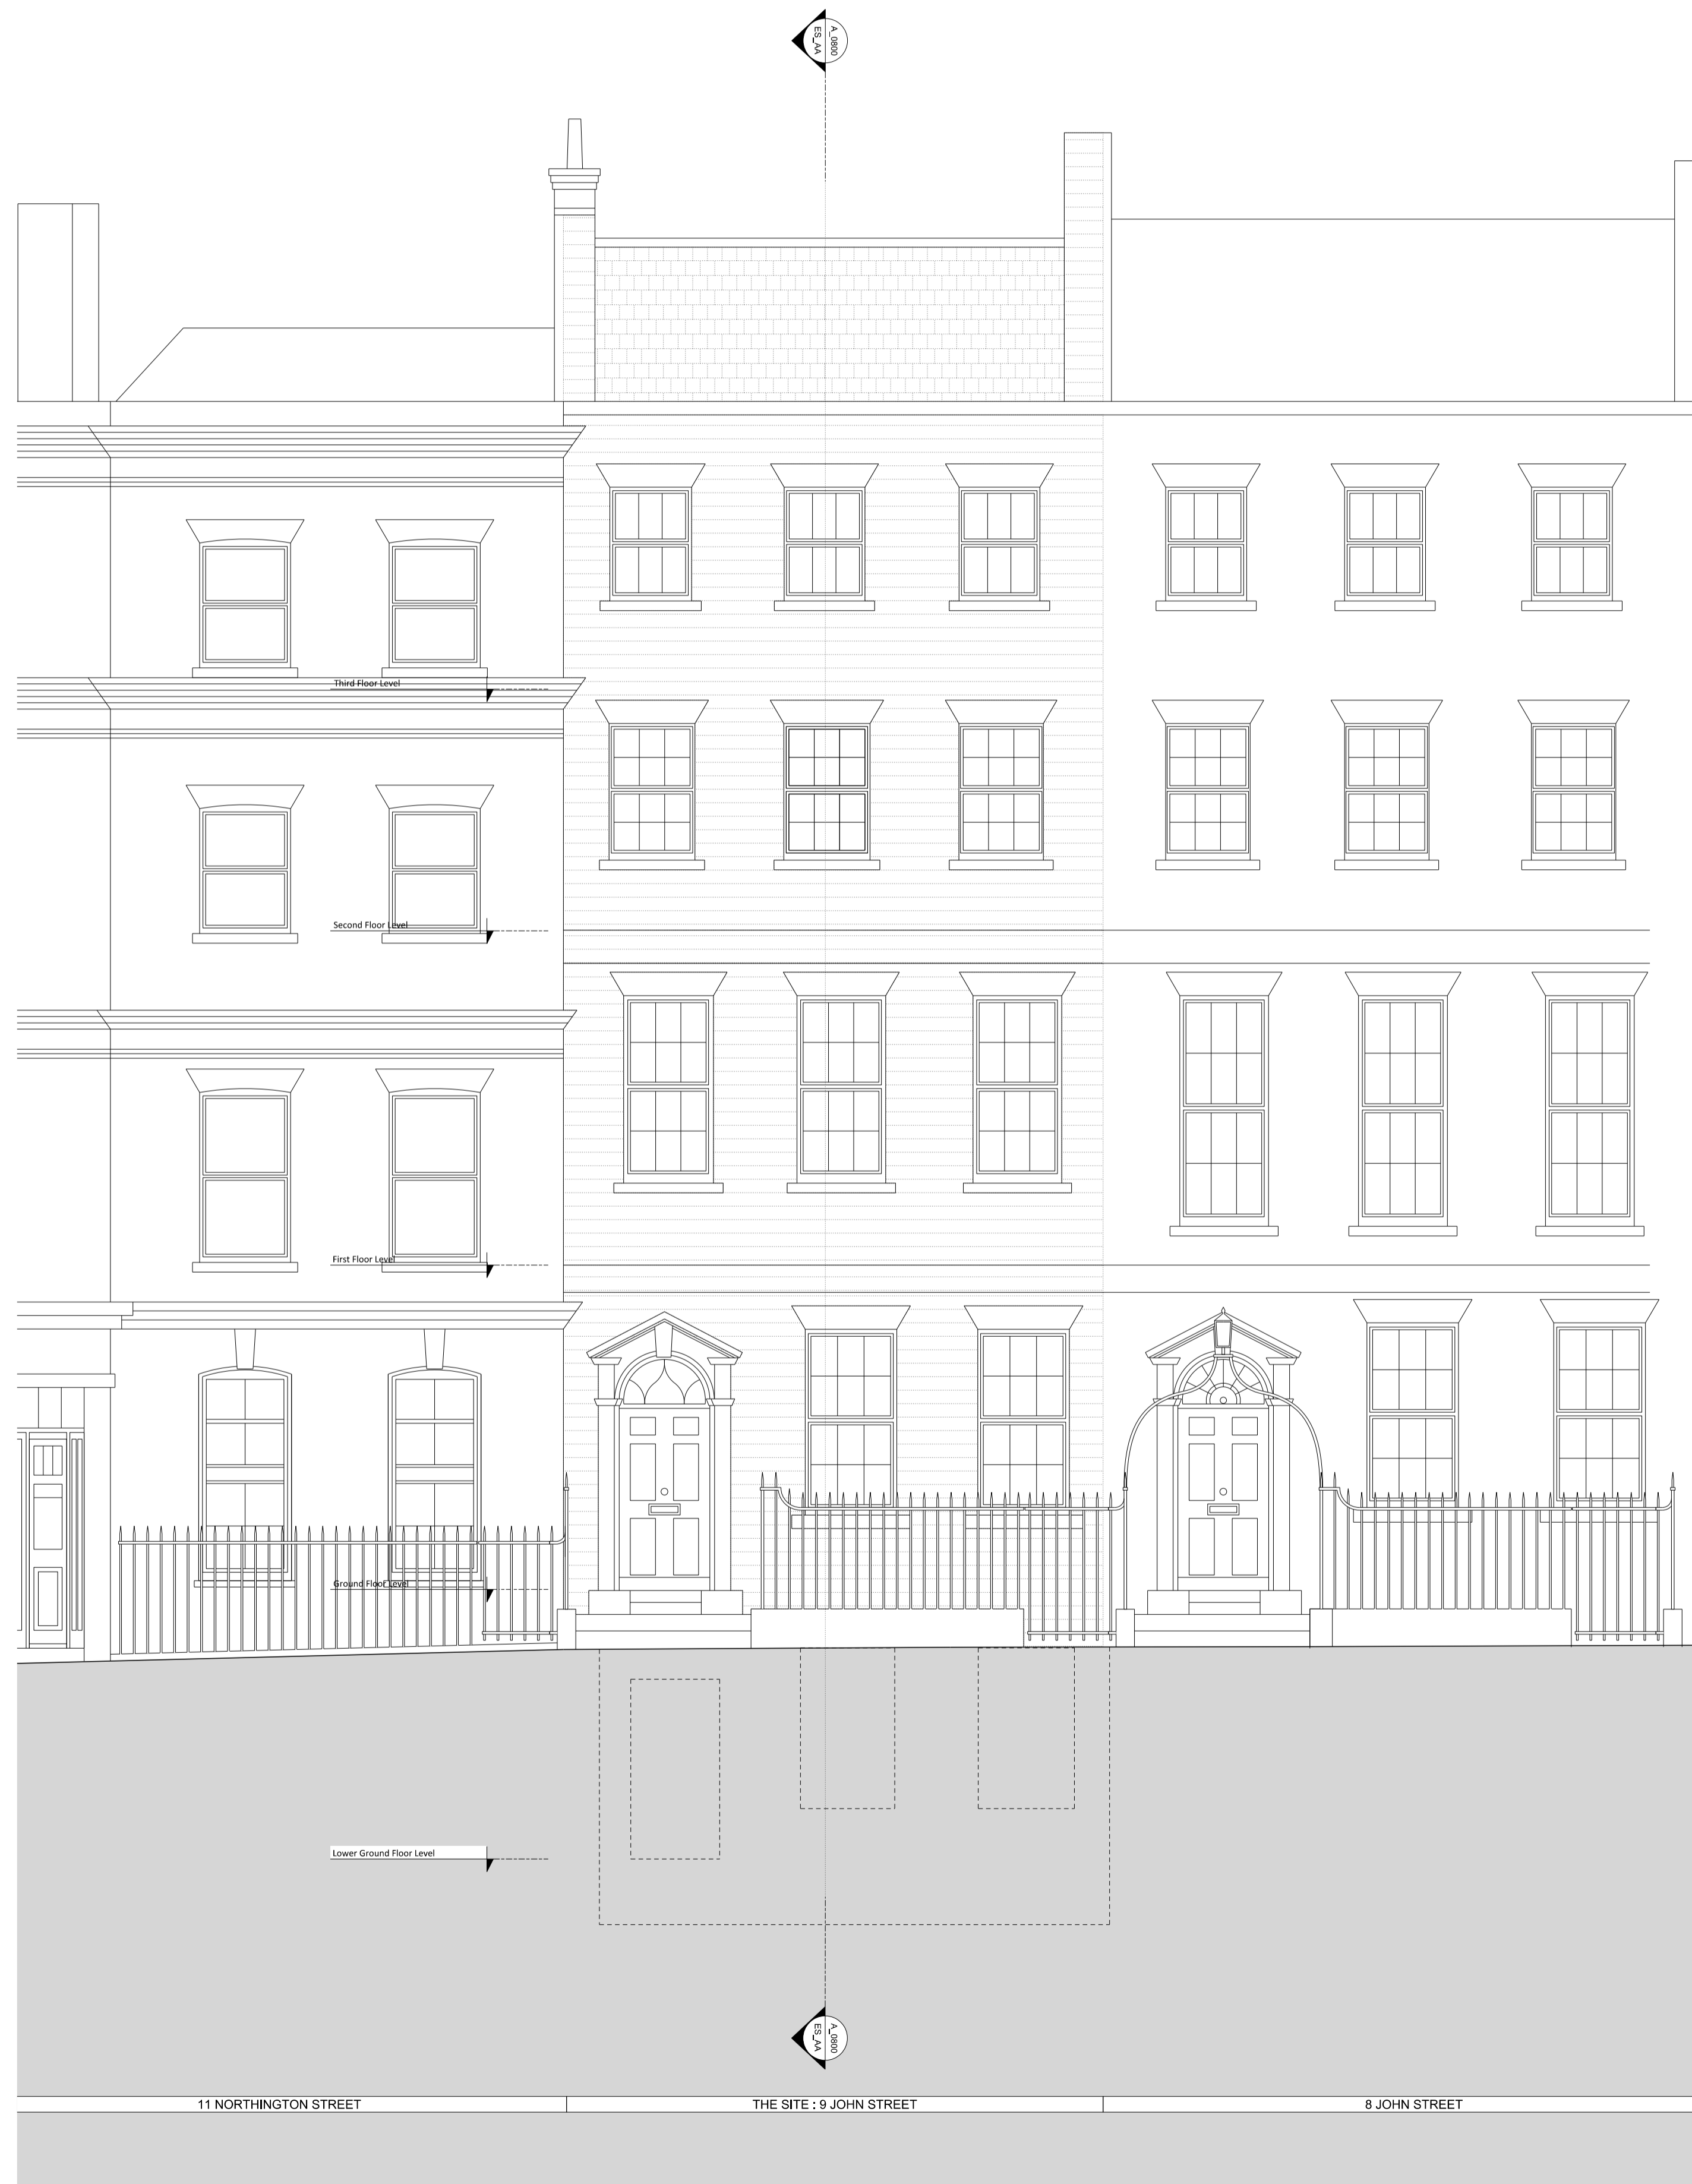 A_0800
ES_AA
Third Floor Level
Second Floor Level
First Floor Level
Ground Floor Level
Lower Ground Floor Level
A_0800
ES_AA
11 NORTHINGTON STREET
THE SITE : 9 JOHN STREET
8 JOHN STREET